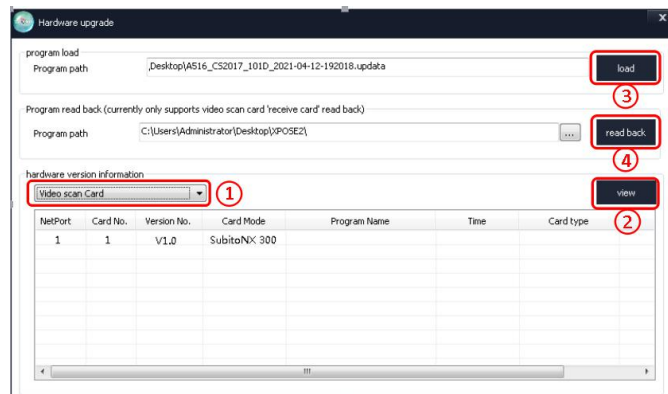 Hardware upgrade
x
program load
Program path ,Desktop\A516_CS2017_101D_2021-04-12-192018.updata load
③
Program read back (currently only supports video scan card 'receive card' read back)
Program path C:\Users\Administrator\Desktop\XPOSE2\ ... read back
④
hardware version information
Video scan Card ① view
②
NetPort Card No. Version No. Card Mode Program Name Time Card type
1 1 V1.0 SubitoNX 300